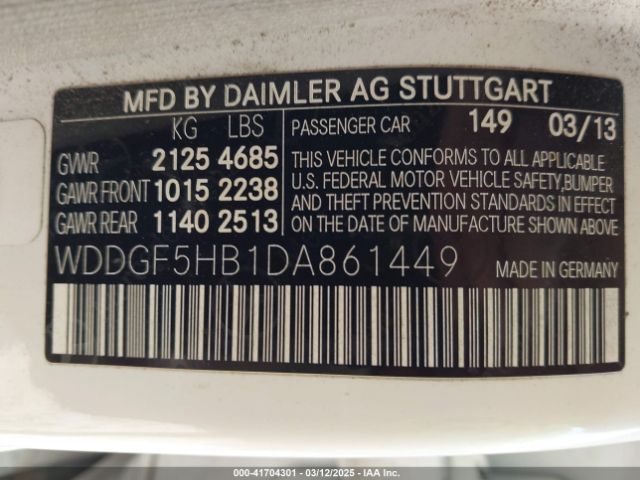 MFD BY DAIMLER AG STUTTGART
KG LBS
GVWR 2125 4685
GAWR FRONT 1015 2238
GAWR REAR 1140 2513
PASSENGER CAR 149 03/13
THIS VEHICLE CONFORMS TO ALL APPLICABLE
U.S. FEDERAL MOTOR VEHICLE SAFETY,BUMPER
AND THEFT PREVENTION STANDARDS IN EFFECT
ON THE DATE OF MANUFACTURE SHOWN ABOVE
WDDGF5HB1DA861449 MADE IN GERMANY
000-41704301 - 03/12/2025 - IAA, Inc.